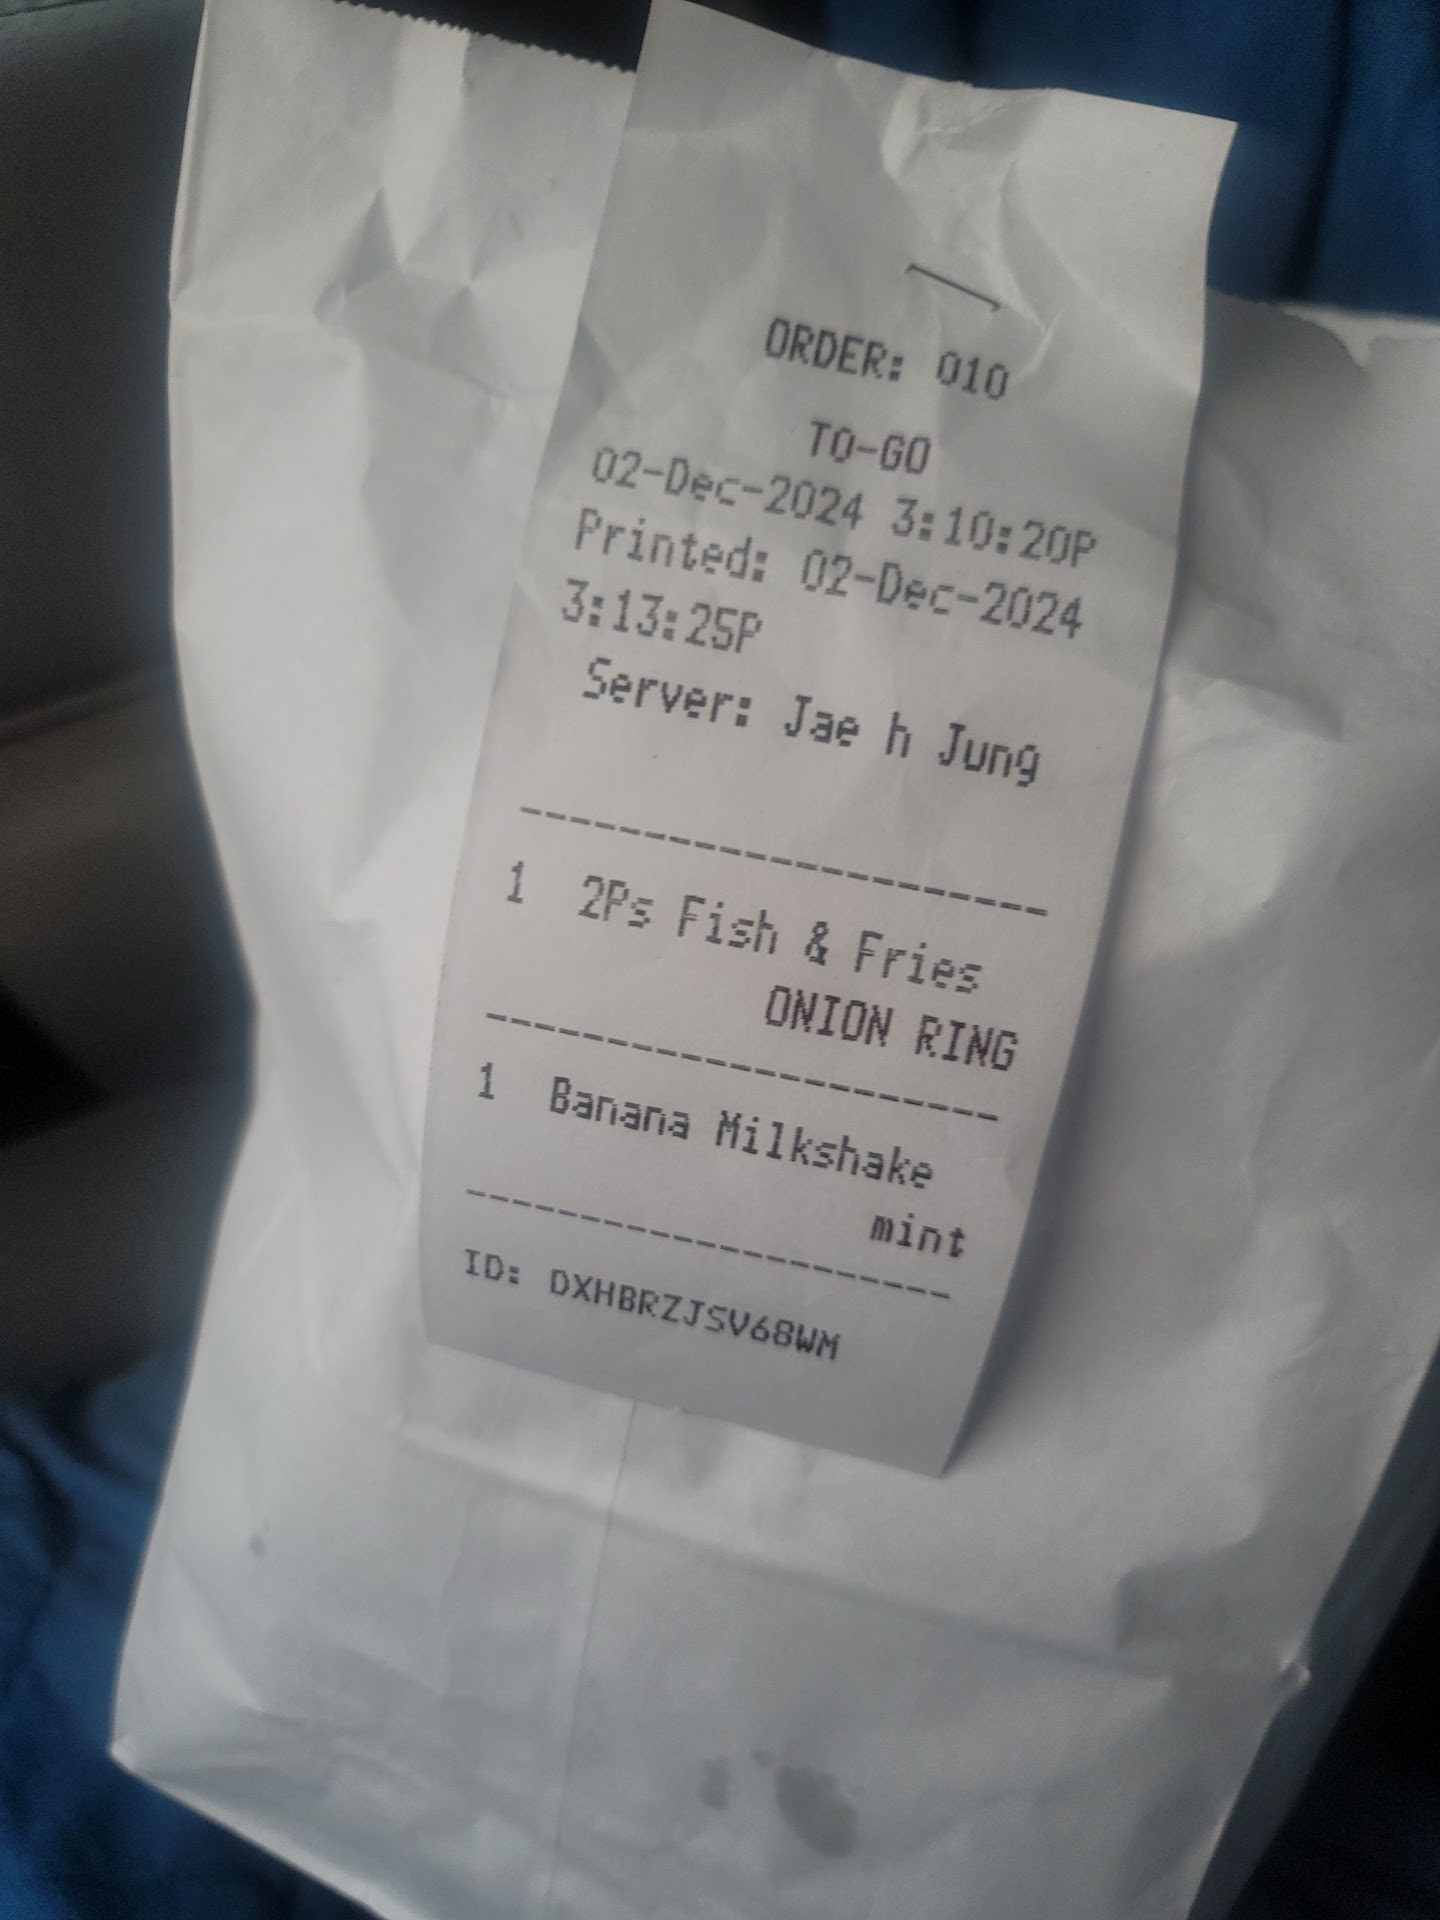 ORDER: 010
TO-GO
02-Dec-2024 3:10:20P
Printed: 02-Dec-2024
3:13:25P
Server: Jae h Jung
--------------------
1 2Ps Fish & Fries
ONION RING
--------------------
1 Banana Milkshake
mint
--------------------
ID: DXHBRZJSV68WM